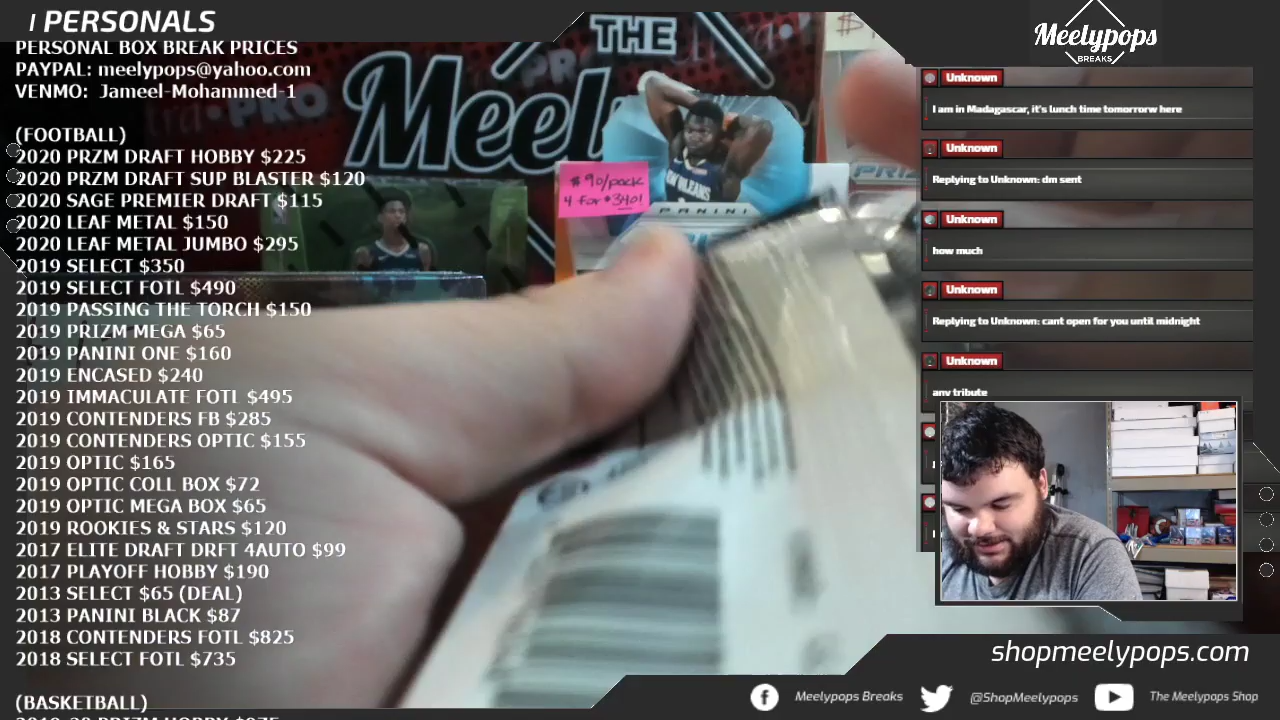 PERSONALS
PERSONAL BOX BREAK PRICES
PAYPAL: meelypops@yahoo.com
VENMO: Jameel-Mohammed-1
(FOOTBALL)
2020 PRZM DRAFT HOBBY $225
2020 PRZM DRAFT SUP BLASTER $120
2020 SAGE PREMIER DRAFT $115
2020 LEAF METAL $150
2020 LEAF METAL JUMBO $295
2019 SELECT $350
2019 SELECT FOTL $490
2019 PASSING THE TORCH $150
2019 PRIZM MEGA $65
2019 PANINI ONE $160
2019 ENCASED $240
2019 IMMACULATE FOTL $495
2019 CONTENDERS FB $285
2019 CONTENDERS OPTIC $155
2019 OPTIC $165
2019 OPTIC COLL BOX $72
2019 OPTIC MEGA BOX $65
2019 ROOKIES & STARS $120
2017 ELITE DRAFT DRFT 4AUTO $99
2017 PLAYOFF HOBBY $190
2013 SELECT $65 (DEAL)
2013 PANINI BLACK $87
2018 CONTENDERS FOTL $825
2018 SELECT FOTL $735
(BASKETBALL)
THE
Meel
$90/pack
4 for $340!
PANINI
Meelypops
BREAKS
Unknown
I am in Madagascar, it's lunch time tomorrorw here
Unknown
Replying to Unknown: dm sent
Unknown
how much
Unknown
Replying to Unknown: cant open for you until midnight
Unknown
any tribute
shopmeelypops.com
Meelypops Breaks
@ShopMeelypops
The Meelypops Shop